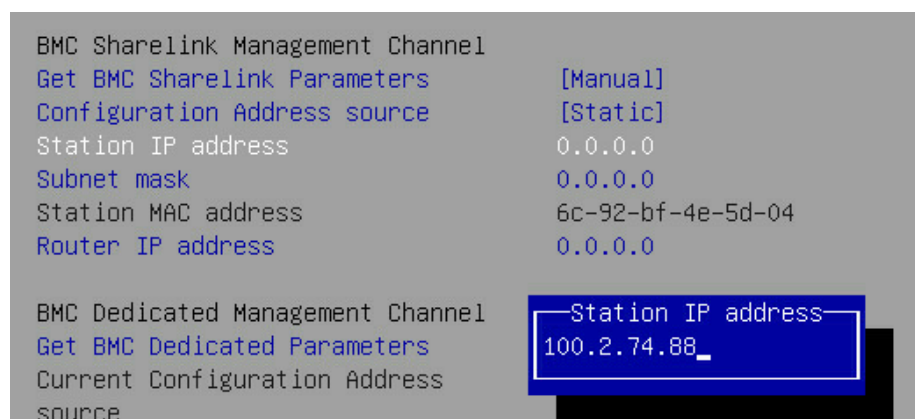 BMC Sharelink Management Channel
Get BMC Sharelink Parameters [Manual]
Configuration Address source [Static]
Station IP address 0.0.0.0
Subnet mask 0.0.0.0
Station MAC address 6c-92-bf-4e-5d-04
Router IP address 0.0.0.0
BMC Dedicated Management Channel
Get BMC Dedicated Parameters
Current Configuration Address
source
Station IP address
100.2.74.88_